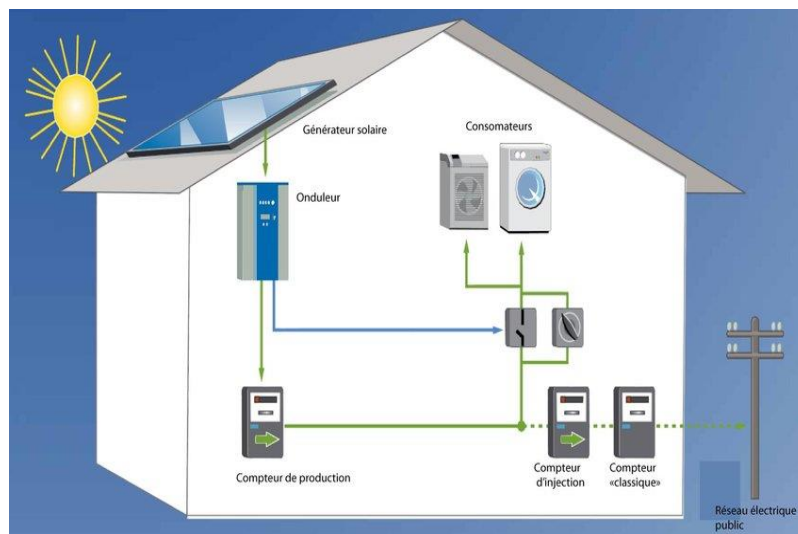 Générateur solaire
Consomateurs
Onduleur
Compteur de production
Compteur
d'injection
Compteur
«classique»
Réseau électrique
public